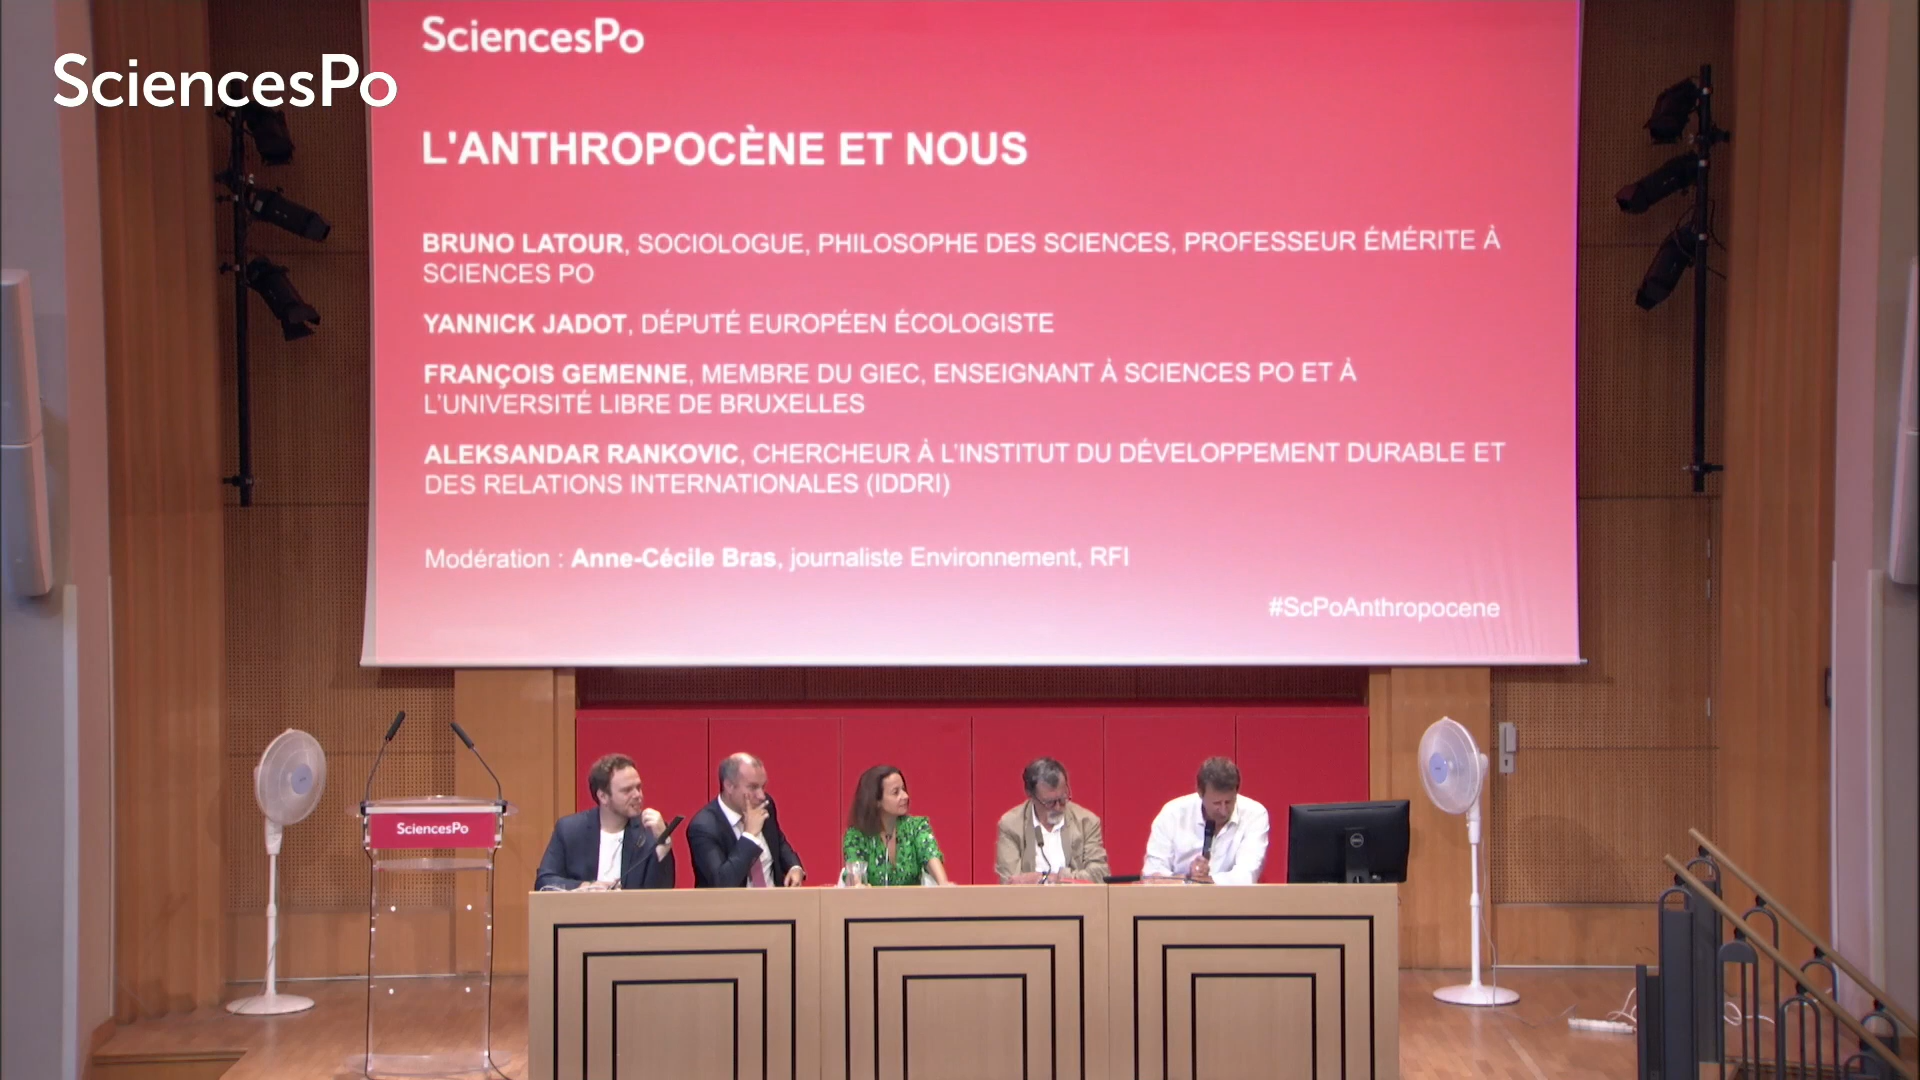 SciencesPo
SciencesPo
L'ANTHROPOCÈNE ET NOUS
BRUNO LATOUR, SOCIOLOGUE, PHILOSOPHE DES SCIENCES, PROFESSEUR ÉMÉRITE À
SCIENCES PO
YANNICK JADOT, DÉPUTÉ EUROPÉEN ÉCOLOGISTE
FRANÇOIS GEMENNE, MEMBRE DU GIEC, ENSEIGNANT À SCIENCES PO ET À
L'UNIVERSITÉ LIBRE DE BRUXELLES
ALEKSANDAR RANKOVIC, CHERCHEUR À L'INSTITUT DU DÉVELOPPEMENT DURABLE ET
DES RELATIONS INTERNATIONALES (IDDRI)
Modération : Anne-Cécile Bras, journaliste Environnement, RFI
#ScPoAnthropocene
SciencesPo
DELL